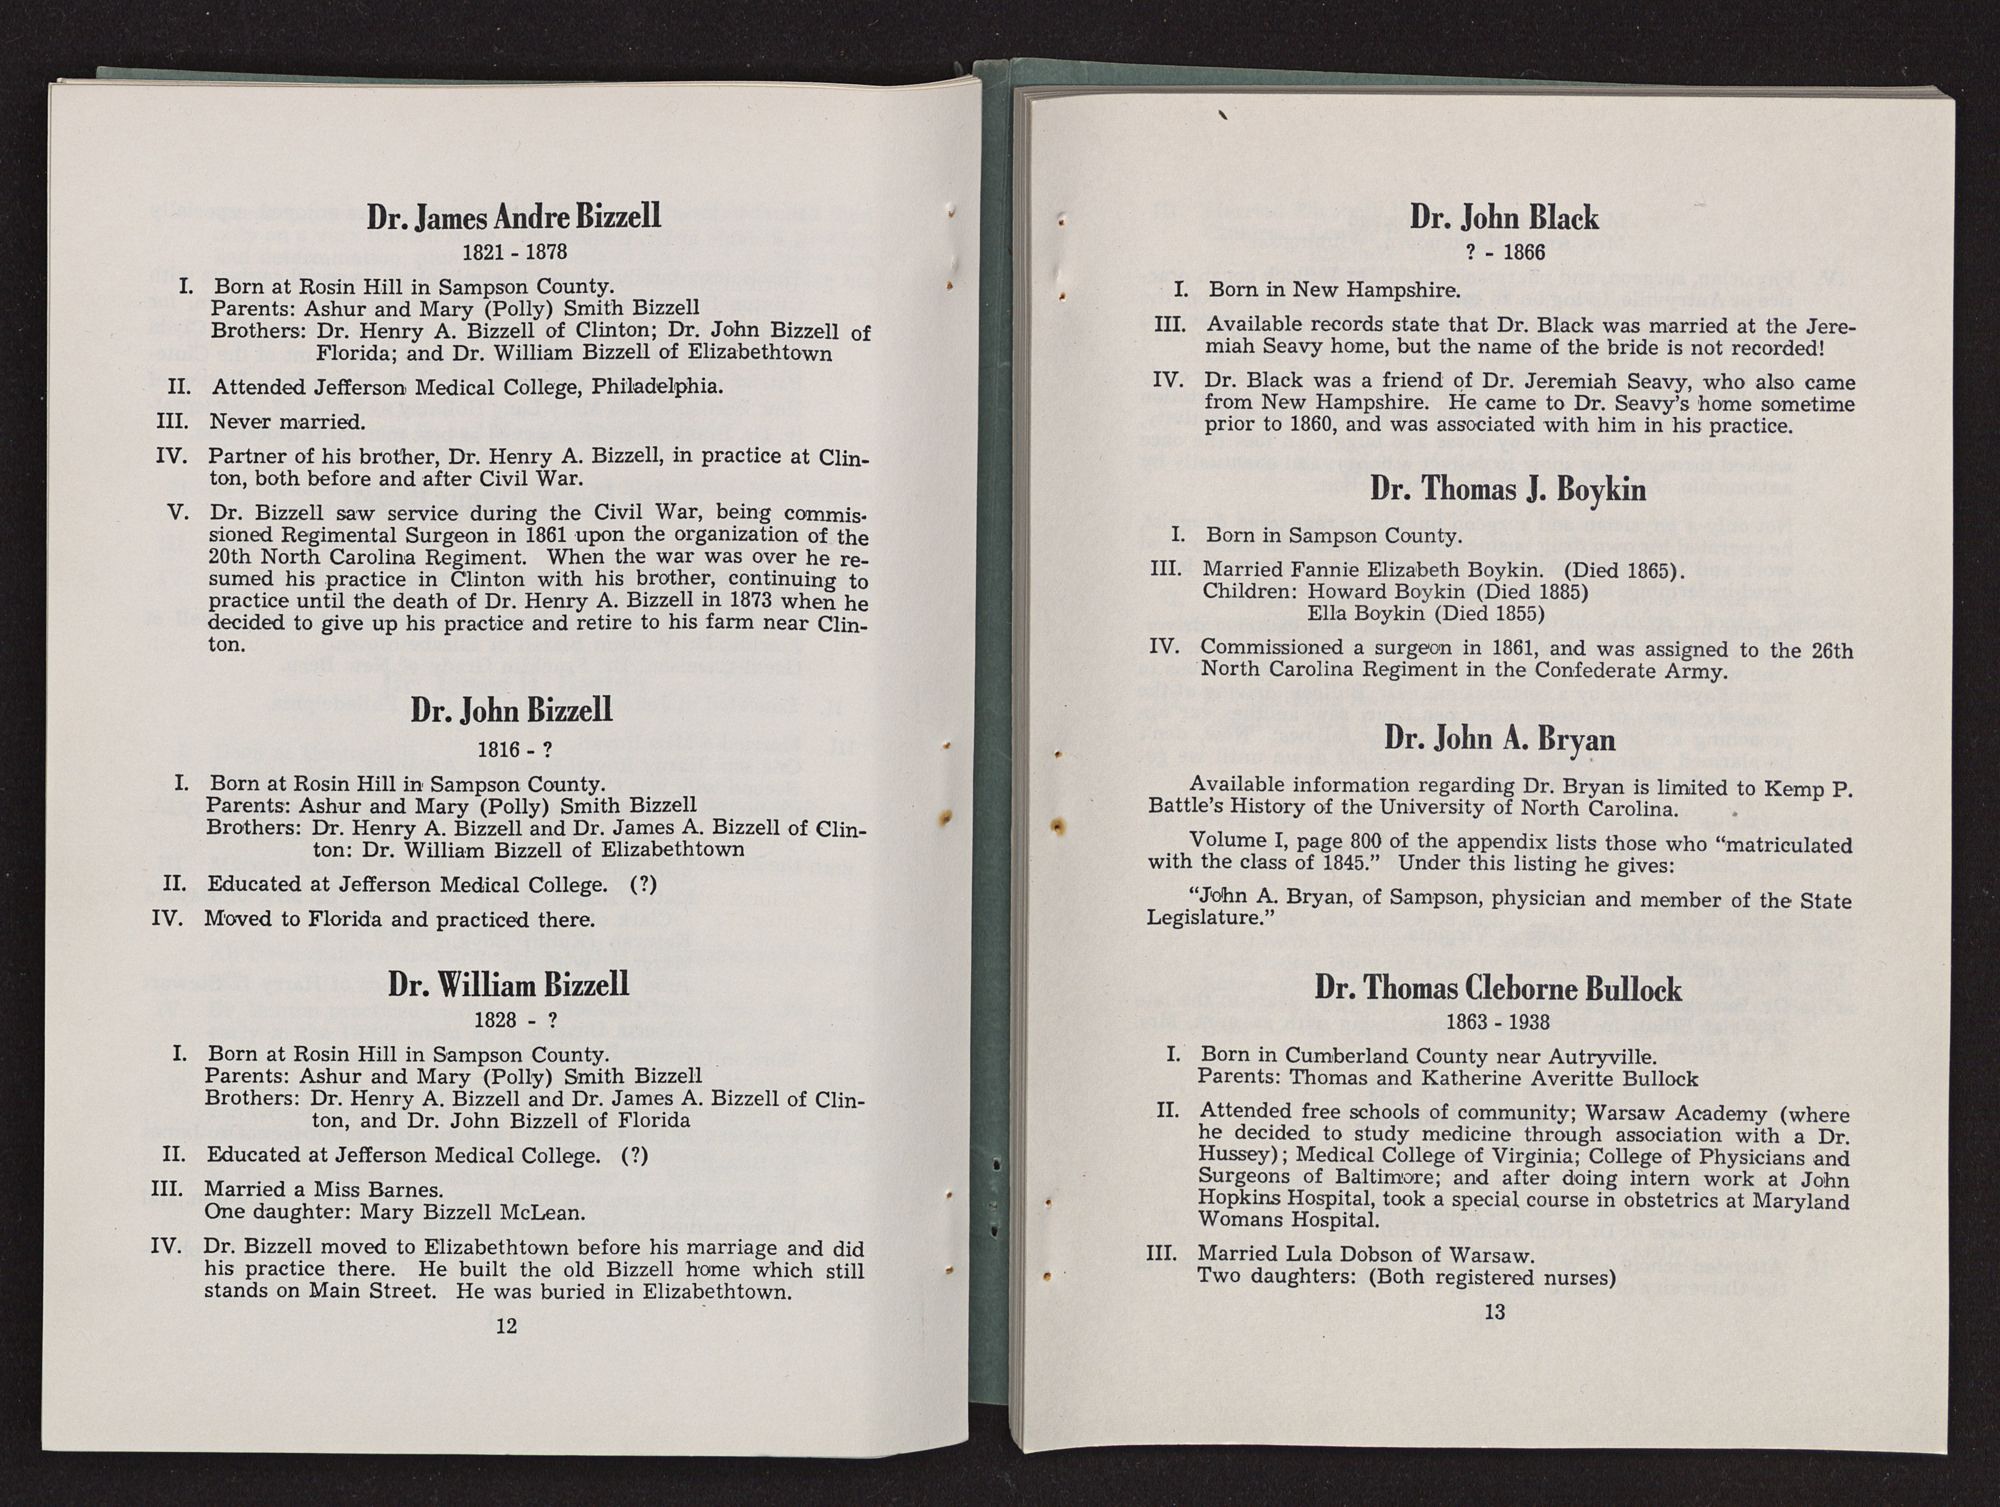 Dr. James Andre Bizzell
1821 - 1878
I. Born at Rosin Hill in Sampson County.
Parents: Ashur and Mary (Polly) Smith Bizzell
Brothers: Dr. Henry A. Bizzell of Clinton; Dr. John Bizzell of
Florida; and Dr. William Bizzell of Elizabethtown
II. Attended Jefferson Medical College, Philadelphia.
III. Never married.
IV. Partner of his brother, Dr. Henry A. Bizzell, in practice at Clin-
ton, both before and after Civil War.
V. Dr. Bizzell saw service during the Civil War, being commis-
sioned Regimental Surgeon in 1861 upon the organization of the
20th North Carolina Regiment. When the war was over he re-
sumed his practice in Clinton with his brother, continuing to
practice until the death of Dr. Henry A. Bizzell in 1873 when he
decided to give up his practice and retire to his farm near Clin-
ton.
Dr. John Bizzell
1816 - ?
I. Born at Rosin Hill in Sampson County.
Parents: Ashur and Mary (Polly) Smith Bizzell
Brothers: Dr. Henry A. Bizzell and Dr. James A. Bizzell of Clin-
ton: Dr. William Bizzell of Elizabethtown
II. Educated at Jefferson Medical College. (?)
IV. Moved to Florida and practiced there.
Dr. William Bizzell
1828 - ?
I. Born at Rosin Hill in Sampson County.
Parents: Ashur and Mary (Polly) Smith Bizzell
Brothers: Dr. Henry A. Bizzell and Dr. James A. Bizzell of Clin-
ton, and Dr. John Bizzell of Florida
II. Educated at Jefferson Medical College. (?)
III. Married a Miss Barnes.
One daughter: Mary Bizzell McLean.
IV. Dr. Bizzell moved to Elizabethtown before his marriage and did
his practice there. He built the old Bizzell home which still
stands on Main Street. He was buried in Elizabethtown.
12
Dr. John Black
? - 1866
I. Born in New Hampshire.
III. Available records state that Dr. Black was married at the Jere-
miah Seavy home, but the name of the bride is not recorded!
IV. Dr. Black was a friend of Dr. Jeremiah Seavy, who also came
from New Hampshire. He came to Dr. Seavy's home sometime
prior to 1860, and was associated with him in his practice.
Dr. Thomas J. Boykin
I. Born in Sampson County.
III. Married Fannie Elizabeth Boykin. (Died 1865).
Children: Howard Boykin (Died 1885)
Ella Boykin (Died 1855)
IV. Commissioned a surgeon in 1861, and was assigned to the 26th
North Carolina Regiment in the Confederate Army.
Dr. John A. Bryan
Available information regarding Dr. Bryan is limited to Kemp P.
Battle's History of the University of North Carolina.
Volume I, page 800 of the appendix lists those who "matriculated
with the class of 1845." Under this listing he gives:
"John A. Bryan, of Sampson, physician and member of the State
Legislature."
Dr. Thomas Cleborne Bullock
1863 - 1938
I. Born in Cumberland County near Autryville.
Parents: Thomas and Katherine Averitte Bullock
II. Attended free schools of community; Warsaw Academy (where
he decided to study medicine through association with a Dr.
Hussey); Medical College of Virginia; College of Physicians and
Surgeons of Baltimore; and after doing intern work at John
Hopkins Hospital, took a special course in obstetrics at Maryland
Womans Hospital.
III. Married Lula Dobson of Warsaw.
Two daughters: (Both registered nurses)
13